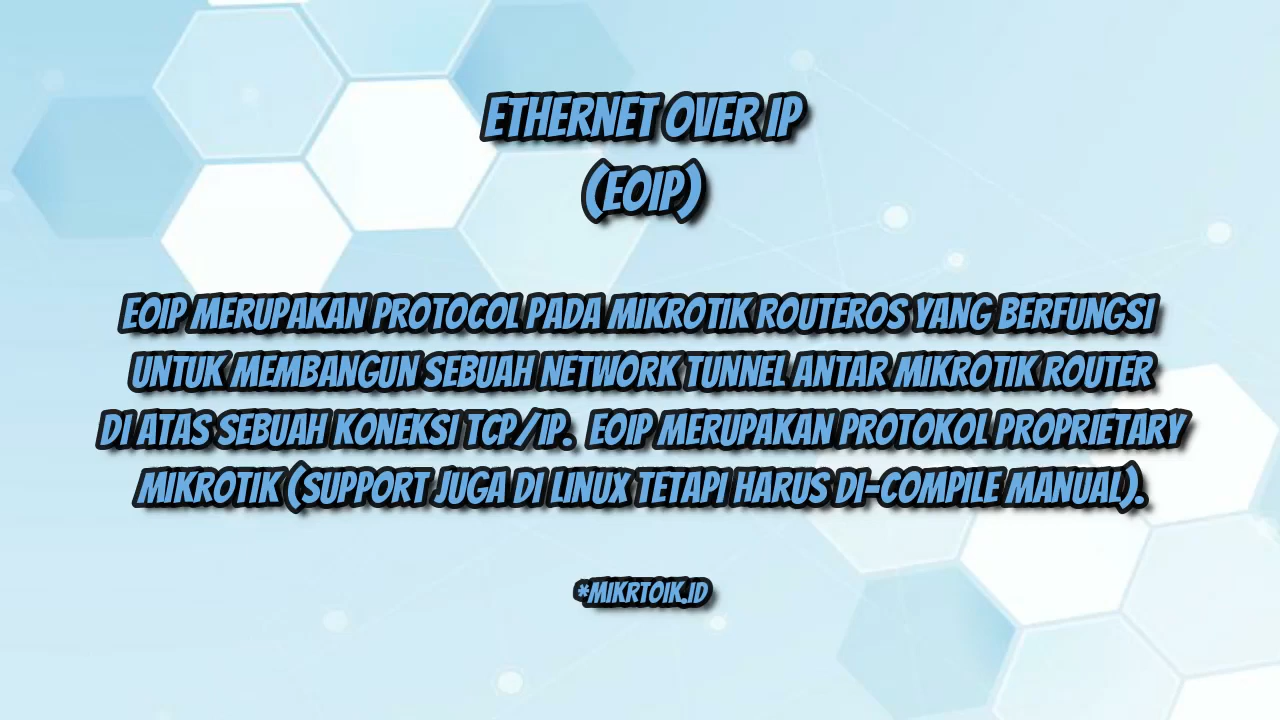 ETHERNET OVER IP
(EOIP)
EOIP MERUPAKAN PROTOCOL PADA MIKROTIK ROUTEROS YANG BERFUNGSI
UNTUK MEMBANGUN SEBUAH NETWORK TUNNEL ANTAR MIKROTIK ROUTER
DI ATAS SEBUAH KONEKSI TCP/IP. EOIP MERUPAKAN PROTOKOL PROPRIETARY
MIKROTIK (SUPPORT JUGA DI LINUX TETAPI HARUS DI-COMPILE MANUAL).
*MIKRTOIK.ID